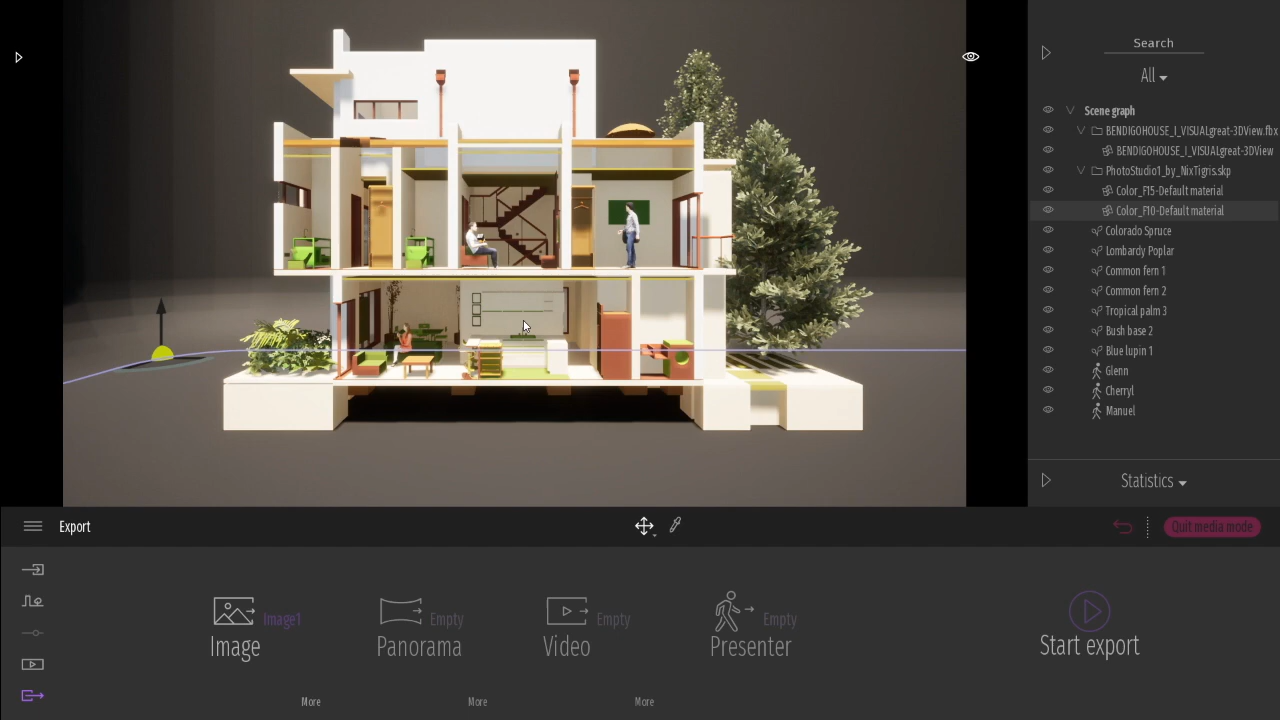 Search
All
Scene graph
BENDIGOHOUSE_I_VISUALgreat-3DView.fbx
BENDIGOHOUSE_I_VISUALgreat-3DView
PhotoStudio1_by_NixTigris.skp
Color_F15-Default material
Color_F10-Default material
Colorado Spruce
Lombardy Poplar
Common fern 1
Common fern 2
Tropical palm 3
Bush base 2
Blue lupin 1
Glenn
Cherryl
Manuel
Statistics
Export
Quit media mode
Image1
Image
More
Empty
Panorama
More
Empty
Video
More
Empty
Presenter
Start export